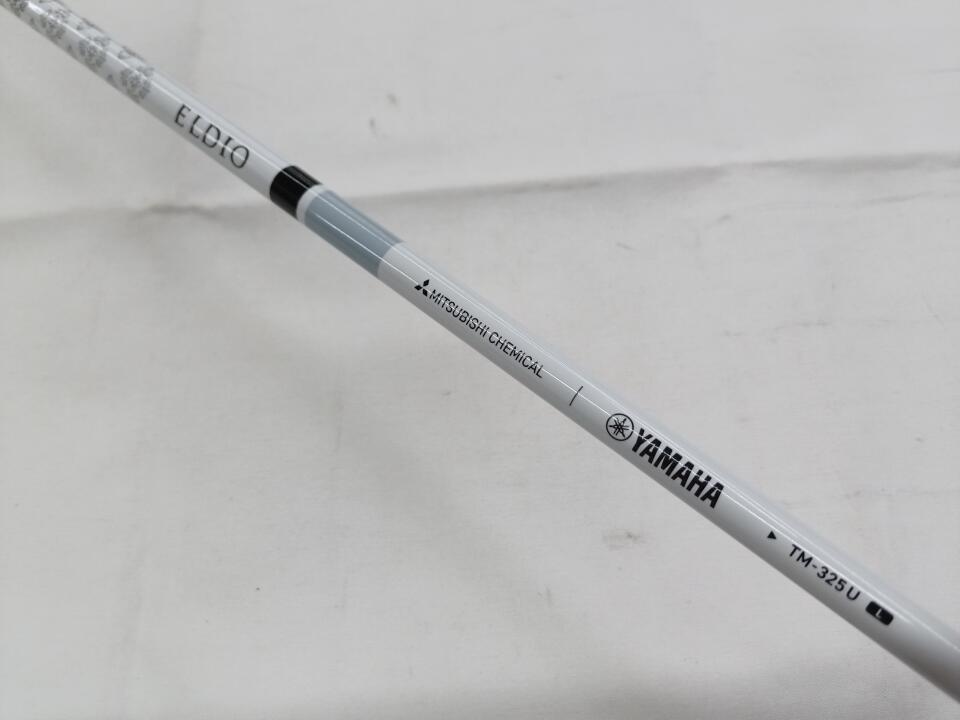 ELDIO
MITSUBISHI CHEMICAL | YAMAHA
▶ TM-325U L